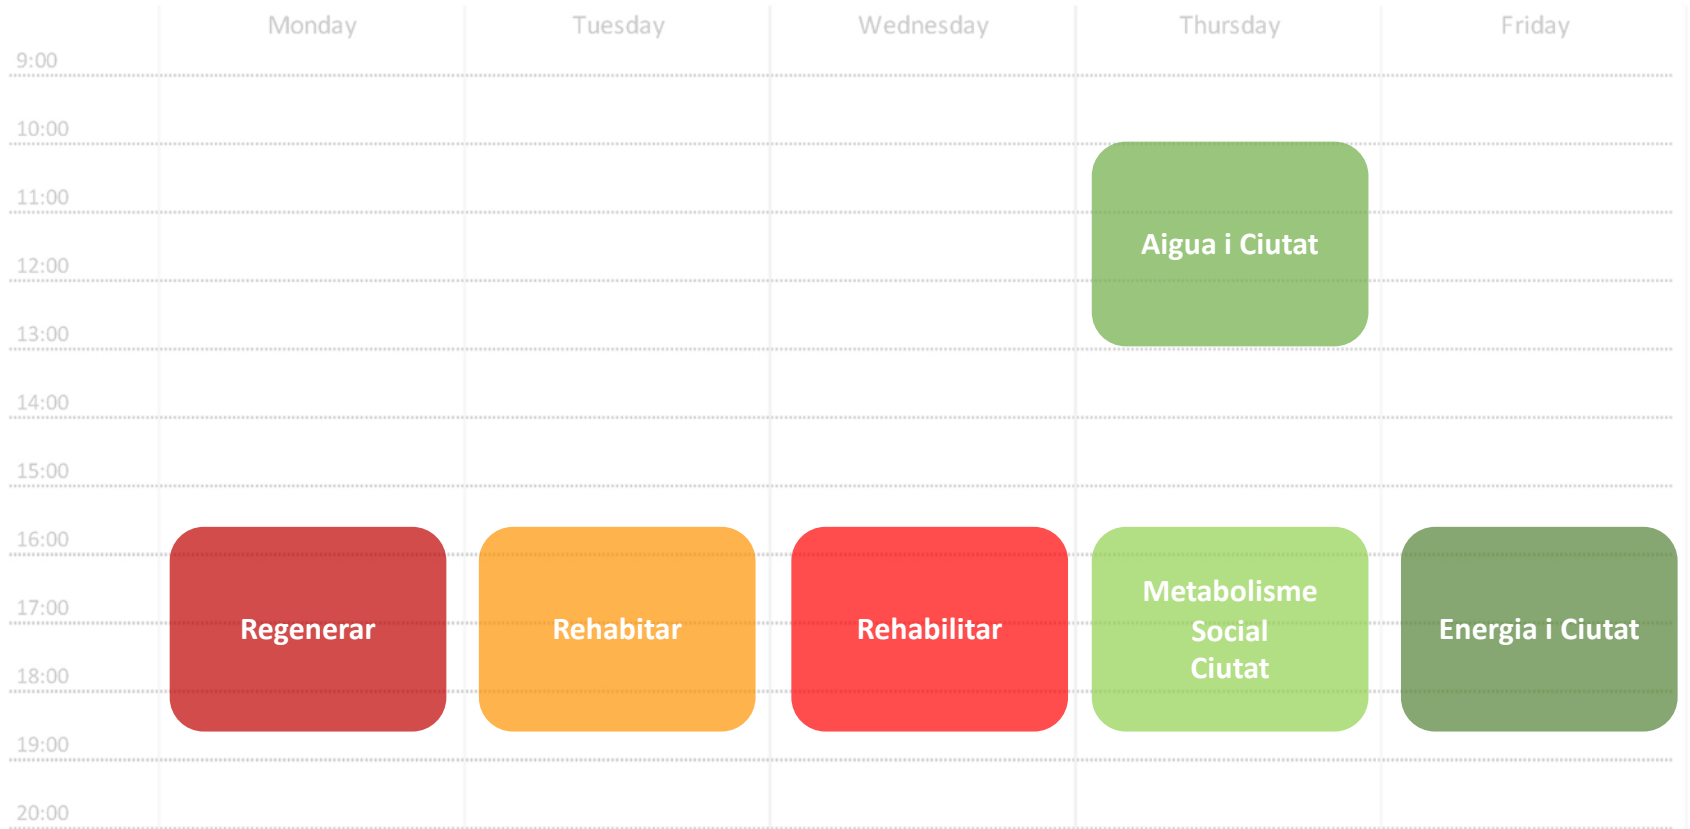 Monday Tuesday Wednesday Thursday Friday
9:00
10:00
11:00
Aigua i Ciutat
12:00
13:00
14:00
15:00
16:00
Metabolisme
17:00
Regenerar Rehabitar Rehabilitar Social Energia i Ciutat
Ciutat
18:00
19:00
20:00